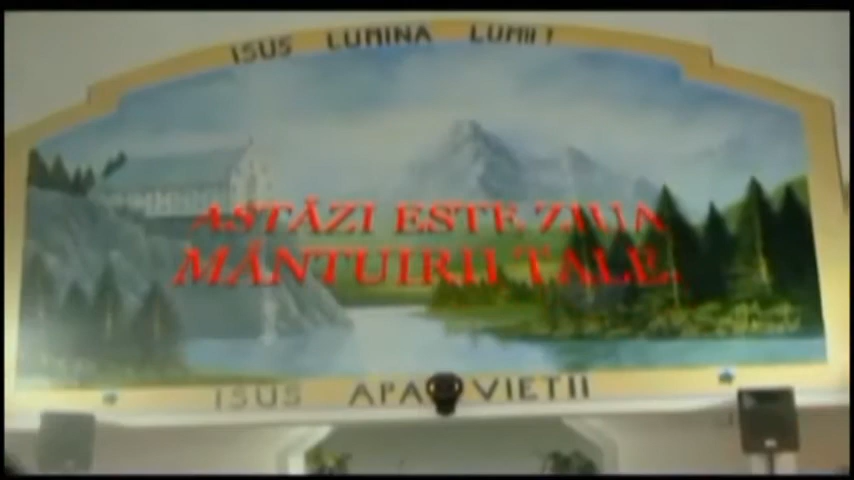 ISUS LUMINA LUMII!
ASTĂZI ESTE ZIUA
MÂNTUIRII TALE.
ISUS APA VIETII